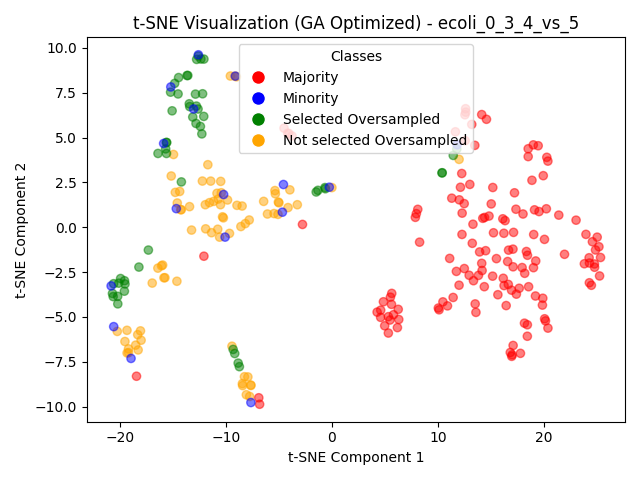 t-SNE Visualization (GA Optimized) - ecoli_0_3_4_vs_5
Classes
Majority
Minority
Selected Oversampled
Not selected Oversampled
10.0
7.5
5.0
2.5
0.0
−2.5
−5.0
−7.5
−10.0
t-SNE Component 2
−20 −10 0 10 20
t-SNE Component 1